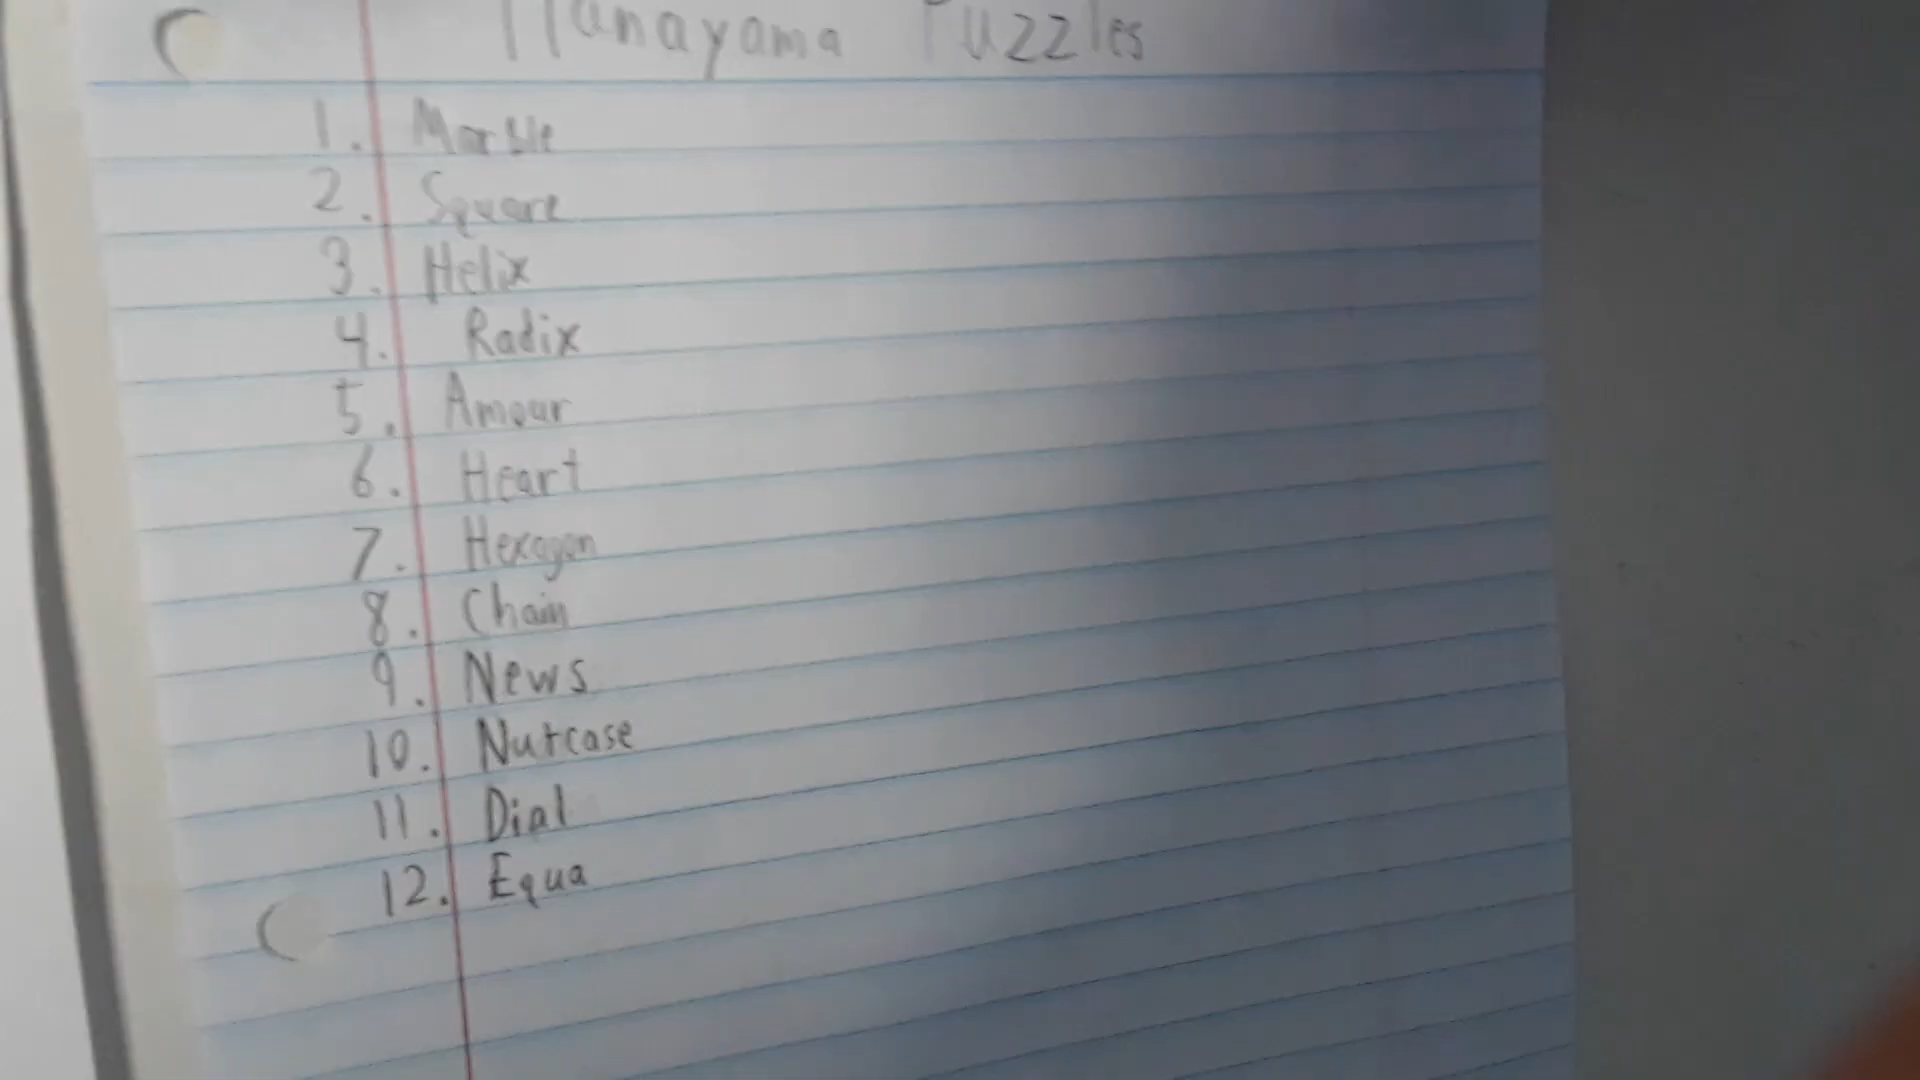 Hanayama Puzzles
1. Marble
2. Square
3. Helix
4. Radix
5. Amour
6. Heart
7. Hexagon
8. Chain
9. News
10. Nutcase
11. Dial
12. Equa